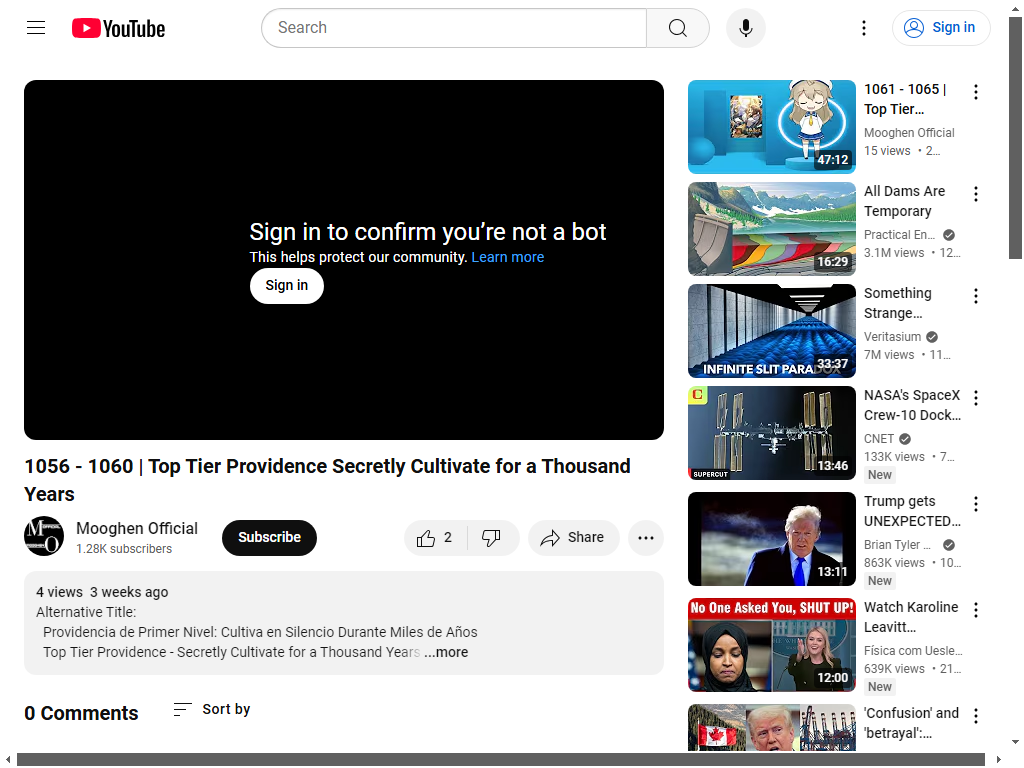 YouTube
Search
Sign in
Sign in to confirm you’re not a bot
This helps protect our community. Learn more
Sign in
1056 - 1060 | Top Tier Providence Secretly Cultivate for a Thousand
Years
Mooghen Official
1.28K subscribers
Subscribe
2
Share
4 views 3 weeks ago
Alternative Title:
Providencia de Primer Nivel: Cultiva en Silencio Durante Miles de Años
Top Tier Providence - Secretly Cultivate for a Thousand Years ...more
0 Comments
Sort by
47:12
1061 - 1065 |
Top Tier…
Mooghen Official
15 views • 2…
16:29
All Dams Are
Temporary
Practical En…
3.1M views • 12…
INFINITE SLIT PARADOX
33:37
Something
Strange…
Veritasium
7M views • 11…
C
SUPERCUT
13:46
NASA's SpaceX
Crew-10 Dock…
CNET
133K views • 7…
New
13:11
Trump gets
UNEXPECTED…
Brian Tyler …
863K views • 10…
New
No One Asked You, SHUT UP!
12:00
Watch Karoline
Leavitt…
Física com Uesle…
639K views • 21…
New
'Confusion' and
'betrayal':…